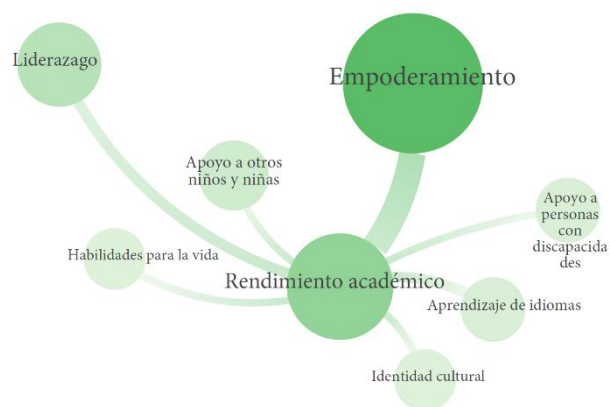 Liderazago
Empoderamiento
Apoyo a otros
niños y niñas
Apoyo a
personas
con
discapacida
des
Habilidades para la vida
Rendimiento académico
Aprendizaje de idiomas
Identidad cultural